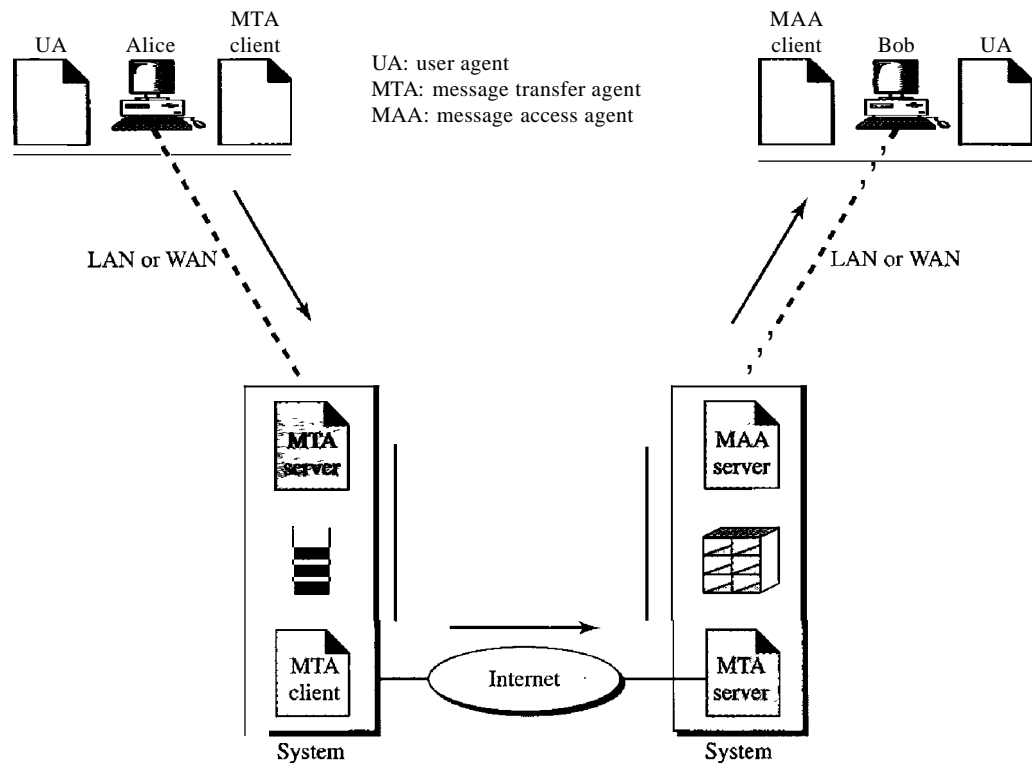 UA
Alice
MTA
client
UA: user agent
MTA: message transfer agent
MAA: message access agent
MAA
client
Bob
UA
LAN or WAN
LAN or WAN
MTA
server
MAA
server
MTA
client
Internet
MTA
server
System
System